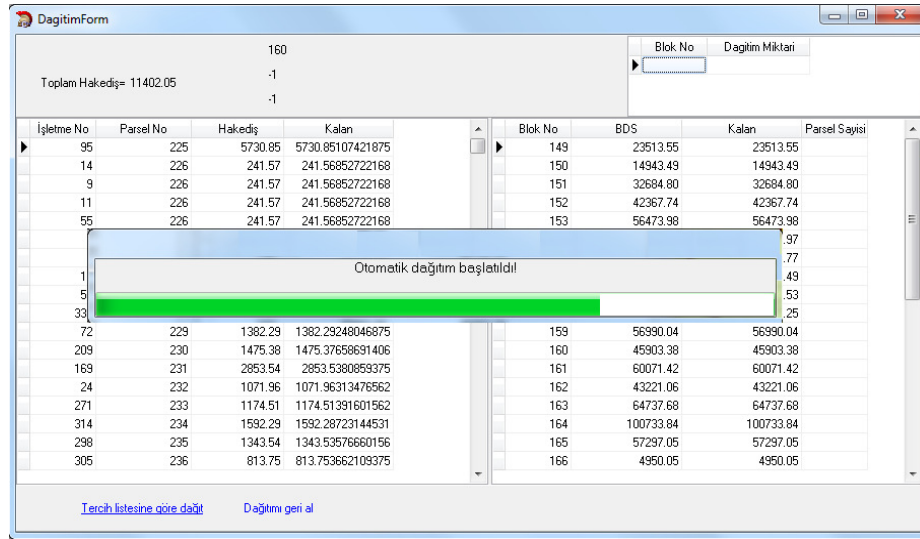 DagitimForm
160
Toplam Hakediş= 11402.05
-1
-1
Blok No Dagitim Miktari
İşletme No Parsel No Hakediş Kalan
95 225 5730.85 5730.85107421875
14 226 241.57 241.56852722168
9 226 241.57 241.56852722168
11 226 241.57 241.56852722168
55 226 241.57 241.56852722168
1
5
33
72 229 1382.29 1382.29248046875
209 230 1475.38 1475.37658691406
169 231 2853.54 2853.5380859375
24 232 1071.96 1071.96313476562
271 233 1174.51 1174.51391601562
314 234 1592.29 1592.28723144531
298 235 1343.54 1343.53576660156
305 236 813.75 813.753662109375
Blok No BDS Kalan Parsel Sayisi
149 23513.55 23513.55
150 14943.49 14943.49
151 32684.80 32684.80
152 42367.74 42367.74
153 56473.98 56473.98
.97
.77
.49
.53
.25
159 56990.04 56990.04
160 45903.38 45903.38
161 60071.42 60071.42
162 43221.06 43221.06
163 64737.68 64737.68
164 100733.84 100733.84
165 57297.05 57297.05
166 4950.05 4950.05
Otomatik dağıtım başlatıldı!
Tercih listesine göre dağıt Dağıtımı geri al